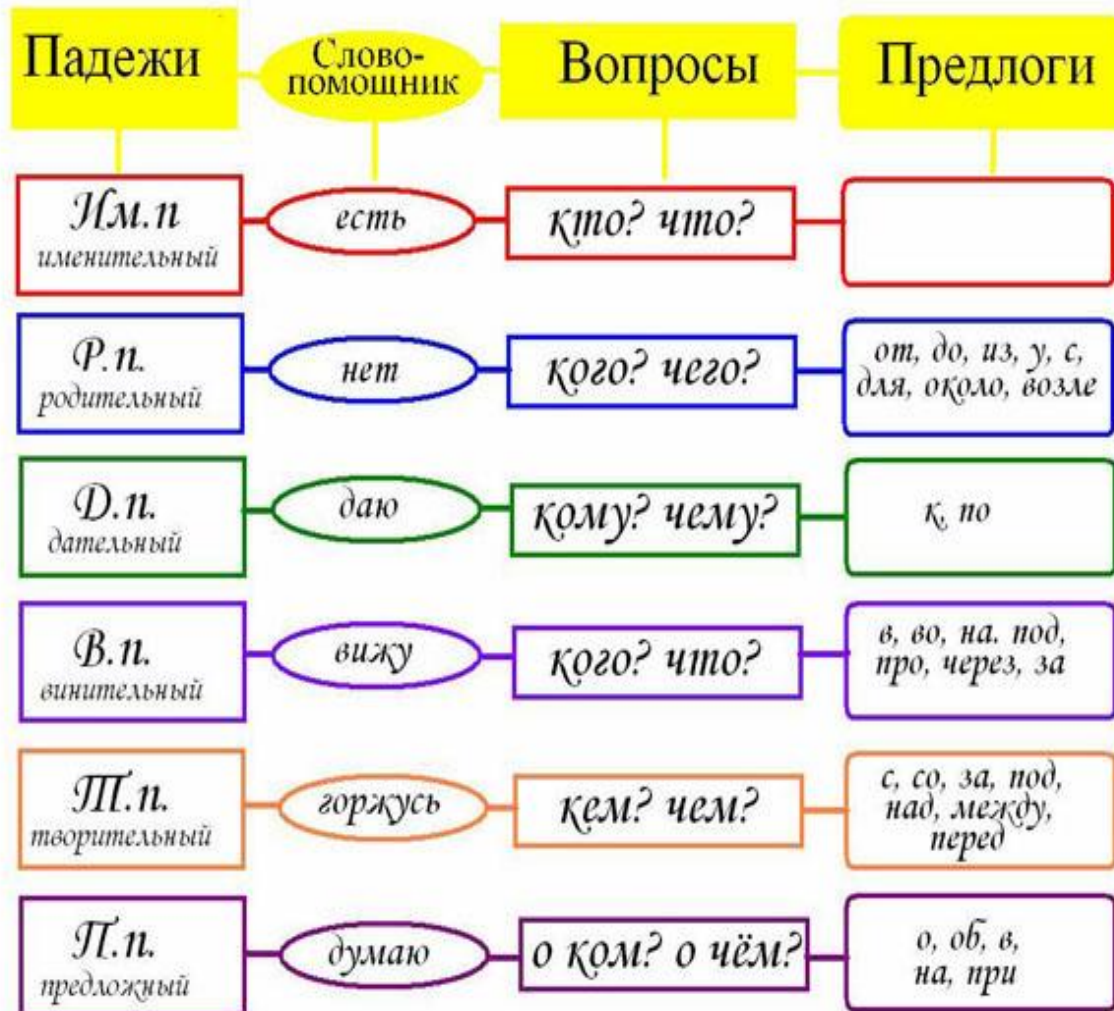 Падежи
Слово-
помощник
Вопросы
Предлоги
Им.п
именительный
есть
кто? что?
Р.п.
родительный
нет
кого? чего?
от, до, из, у, с,
для, около, возле
Д.п.
дательный
даю
кому? чему?
к, по
В.п.
винительный
вижу
кого? что?
в, во, на. под,
про, через, за
Т.п.
творительный
горжусь
кем? чем?
с, со, за, под,
над, между,
перед
П.п.
предложный
думаю
о ком? о чём?
о, об, в,
на, при